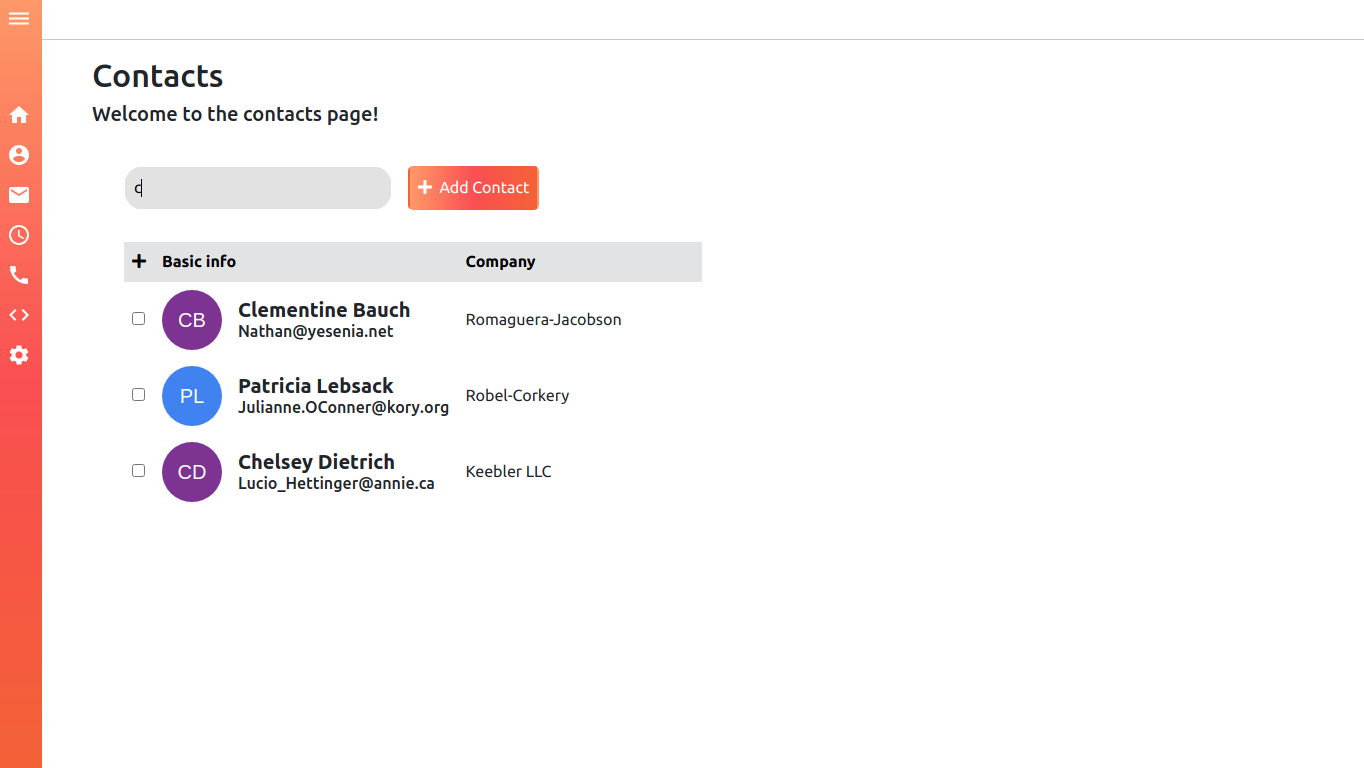 Contacts
Welcome to the contacts page!
c
Add Contact
Basic info Company
CB Clementine Bauch
Nathan@yesenia.net
Romaguera-Jacobson
PL Patricia Lebsack
Julianne.OConner@kory.org
Robel-Corkery
CD Chelsey Dietrich
Lucio_Hettinger@annie.ca
Keebler LLC